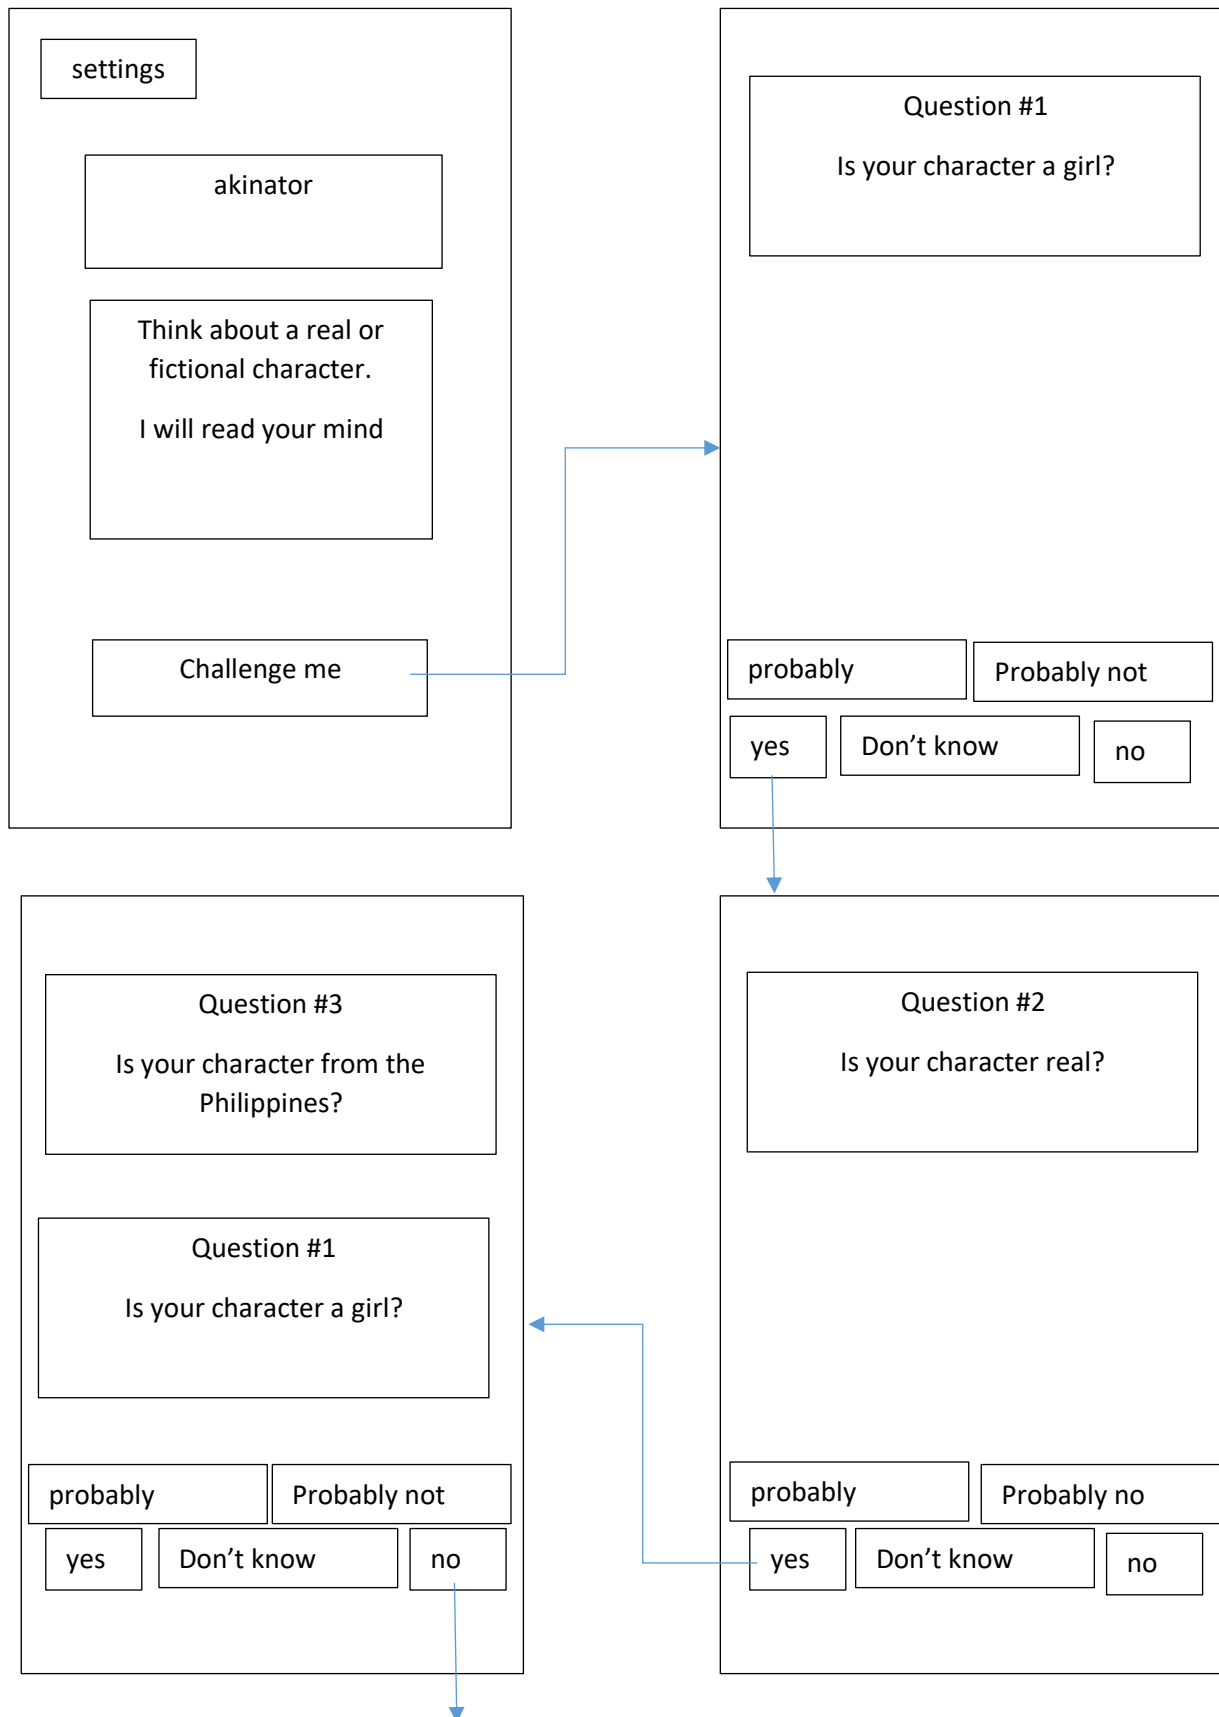 settings
akinator
Think about a real or
fictional character.
I will read your mind
Challenge me
Question #1
Is your character a girl?
probably
Probably not
yes
Don’t know
no
Question #3
Is your character from the
Philippines?
Question #1
Is your character a girl?
probably
Probably not
yes
Don’t know
no
Question #2
Is your character real?
probably
Probably no
yes
Don’t know
no